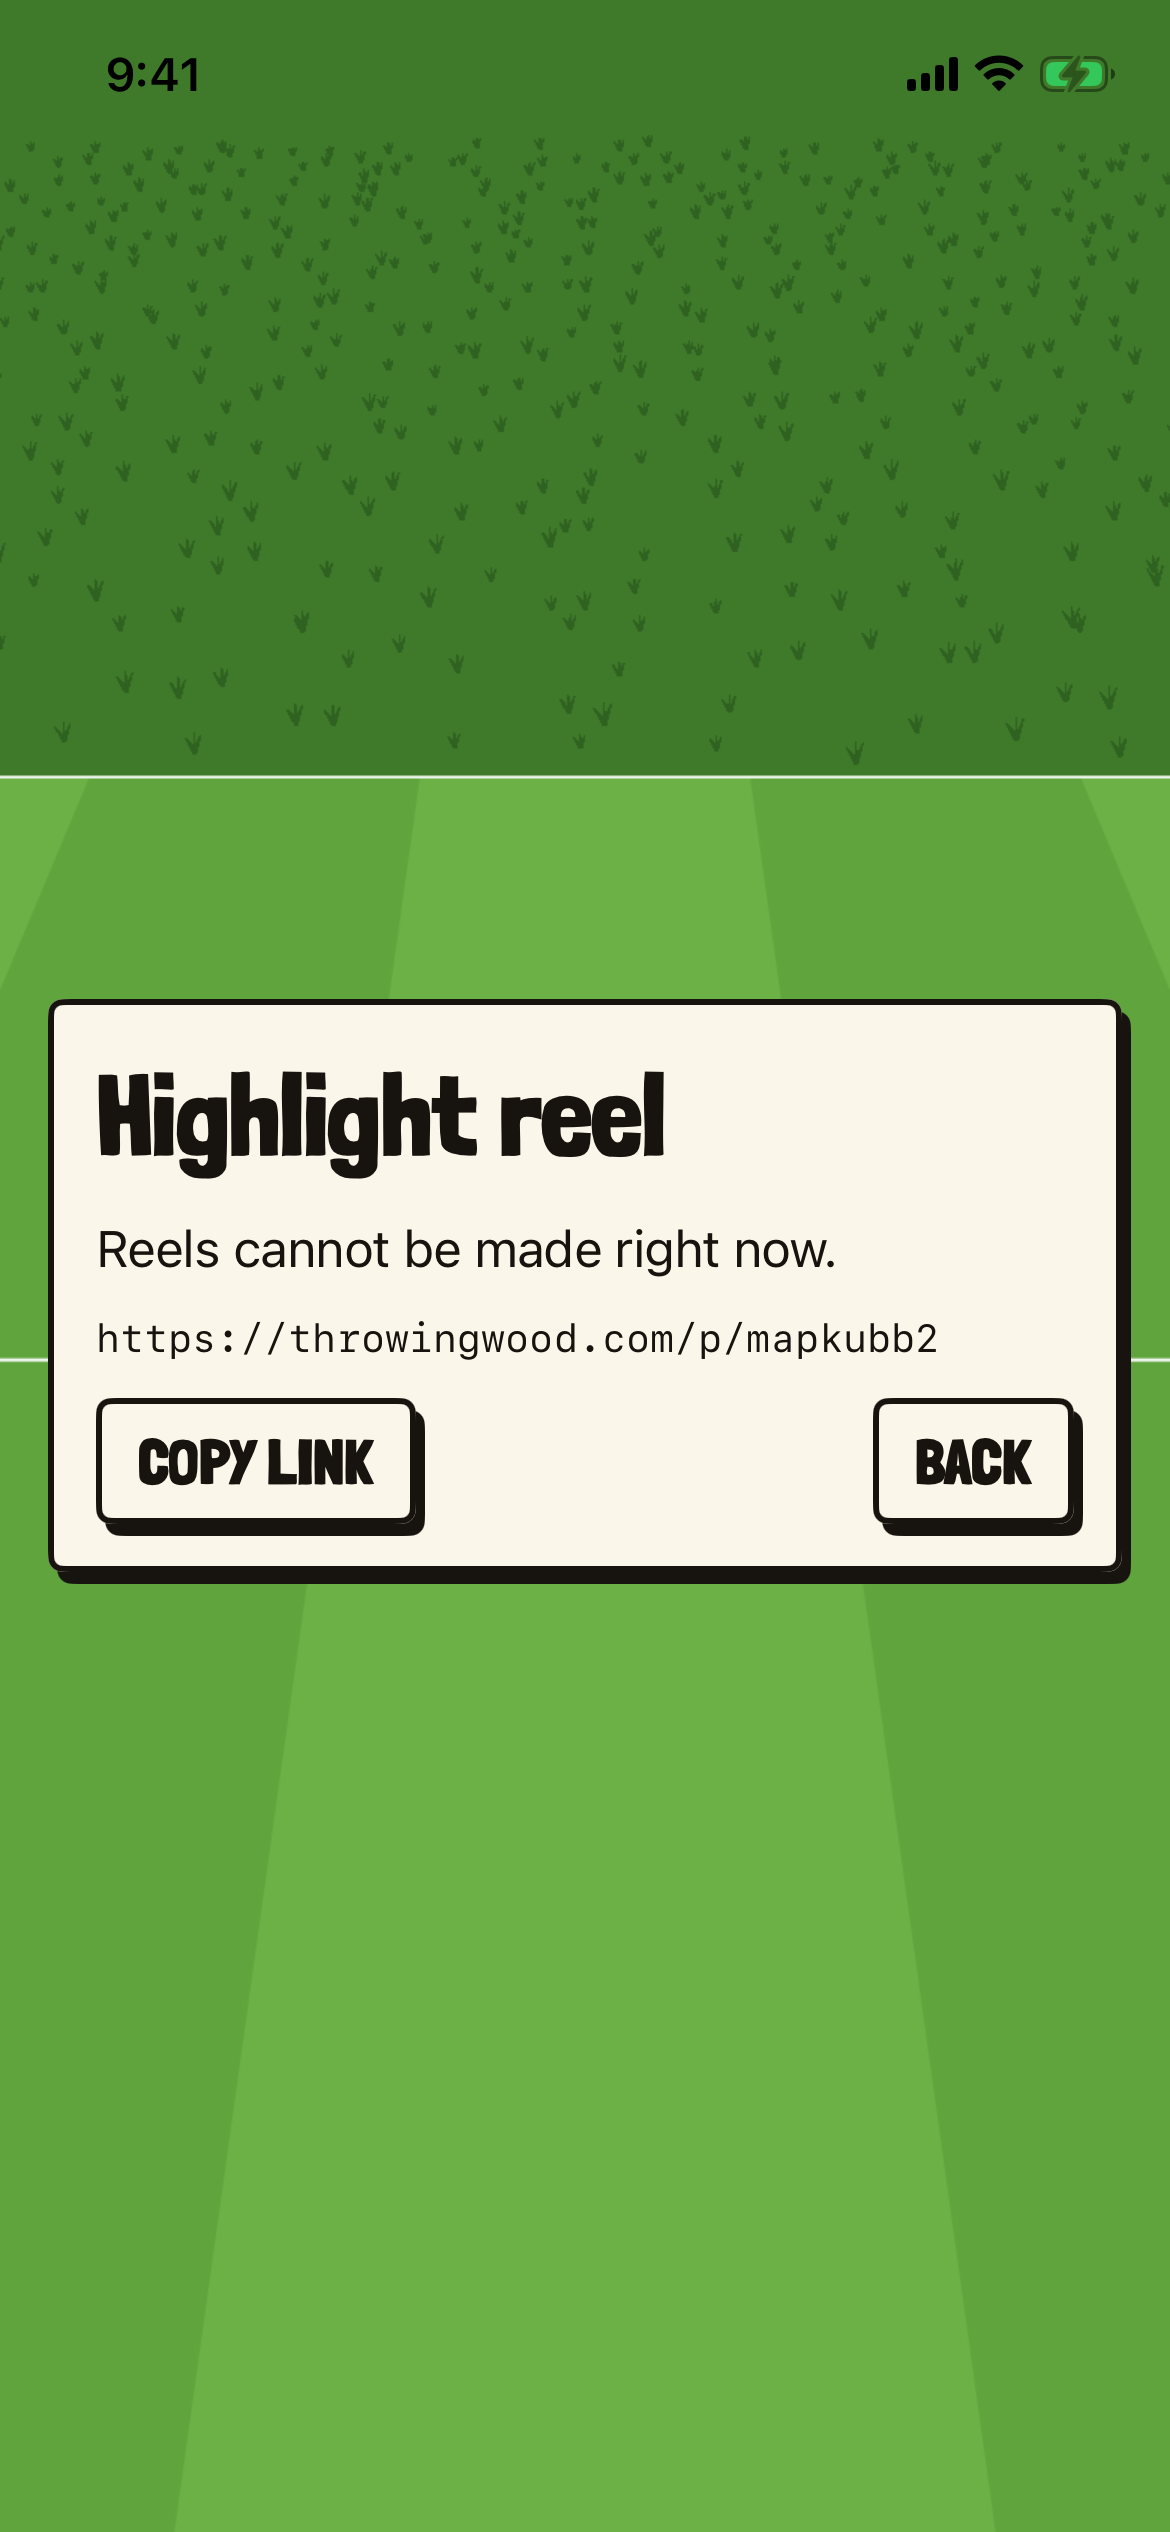 9:41
Highlight reel
Reels cannot be made right now.
https://throwingwood.com/p/mapkubb2
COPY LINK
BACK